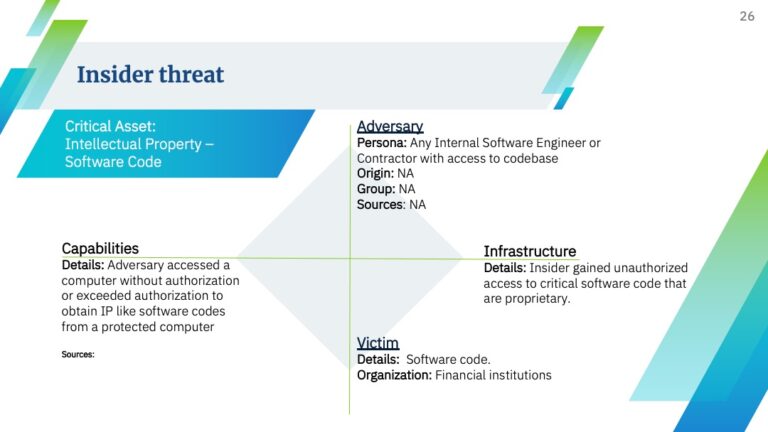 26
Insider threat
Critical Asset:
Intellectual Property –
Software Code
Adversary
Persona: Any Internal Software Engineer or
Contractor with access to codebase
Origin: NA
Group: NA
Sources: NA
Capabilities
Details: Adversary accessed a
computer without authorization
or exceeded authorization to
obtain IP like software codes
from a protected computer
Sources:
Infrastructure
Details: Insider gained unauthorized
access to critical software code that
are proprietary.
Victim
Details:  Software code.
Organization: Financial institutions